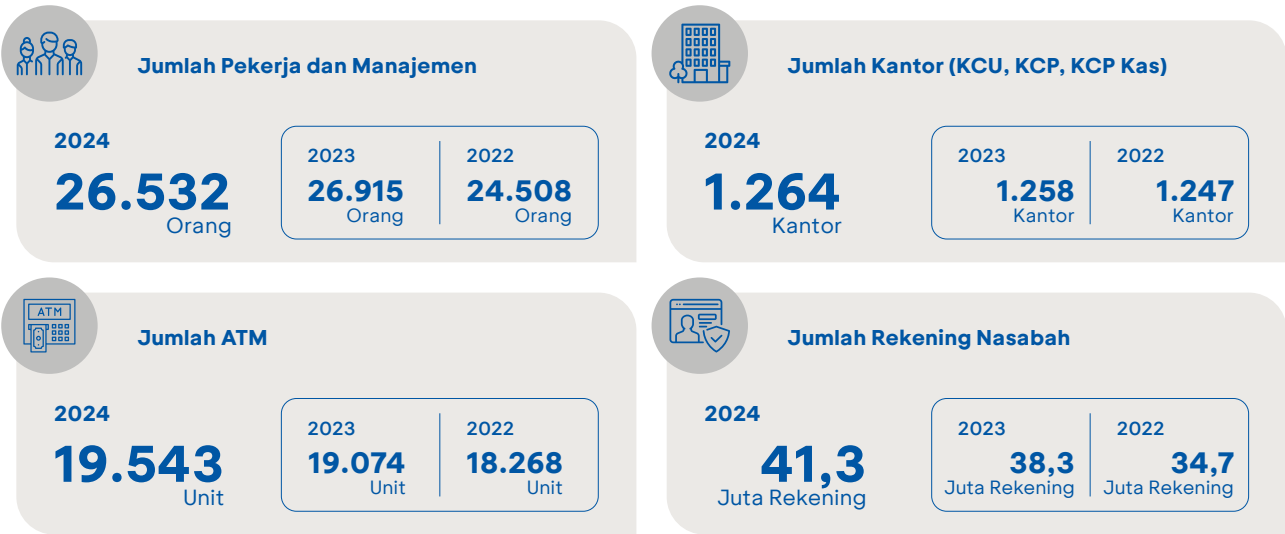 Jumlah Pekerja dan Manajemen
2024
26.532
Orang
2023
26.915
Orang
2022
24.508
Orang
Jumlah Kantor (KCU, KCP, KCP Kas)
2024
1.264
Kantor
2023
1.258
Kantor
2022
1.247
Kantor
ATM
Jumlah ATM
2024
19.543
Unit
2023
19.074
Unit
2022
18.268
Unit
Jumlah Rekening Nasabah
2024
41,3
Juta Rekening
2023
38,3
Juta Rekening
2022
34,7
Juta Rekening